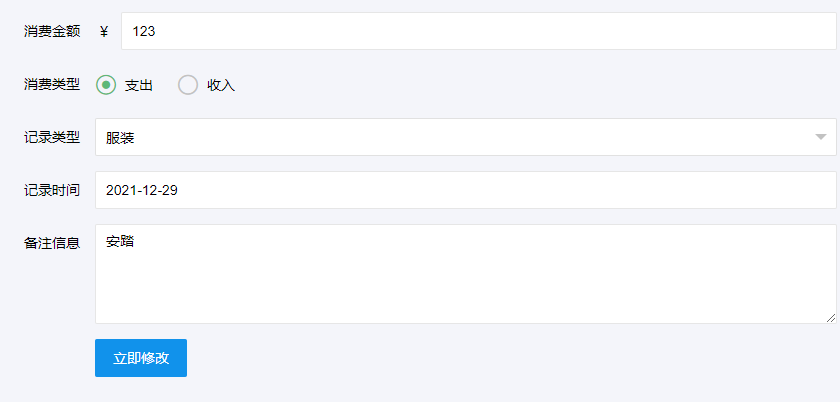 消费金额 ¥ 123
消费类型 支出 收入
记录类型 服装
记录时间 2021-12-29
备注信息 安踏
立即修改